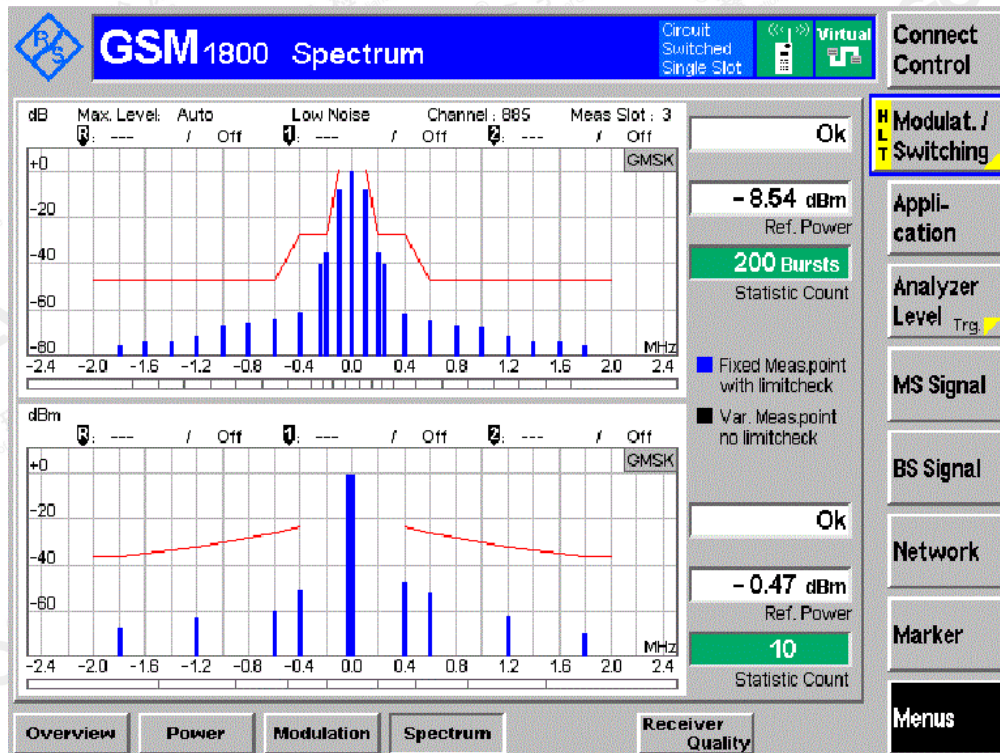 R S
GSM 1800 Spectrum
Circuit
Switched
Single Slot
Virtual
Connect
Control
dB Max. Level: Auto Low Noise Channel : 885 Meas Slot : 3
R : --- / Off 1 : --- / Off 2 : --- / Off
GMSK
+0
-20
-40
-60
-80
MHz
-2.4 -2.0 -1.6 -1.2 -0.8 -0.4 0.0 0.4 0.8 1.2 1.6 2.0 2.4
Ok
- 8.54 dBm
Ref. Power
200 Bursts
Statistic Count
Fixed Meas.point
with limitcheck
Var. Meas.point
no limitcheck
dBm
R : --- / Off 1 : --- / Off 2 : --- / Off
GMSK
+0
-20
-40
-60
MHz
-2.4 -2.0 -1.6 -1.2 -0.8 -0.4 0.0 0.4 0.8 1.2 1.6 2.0 2.4
Ok
- 0.47 dBm
Ref. Power
10
Statistic Count
HLT
Modulat. /
Switching
Appli-
cation
Analyzer
Level Trg.
MS Signal
BS Signal
Network
Marker
Menus
Overview Power Modulation Spectrum Receiver
Quality